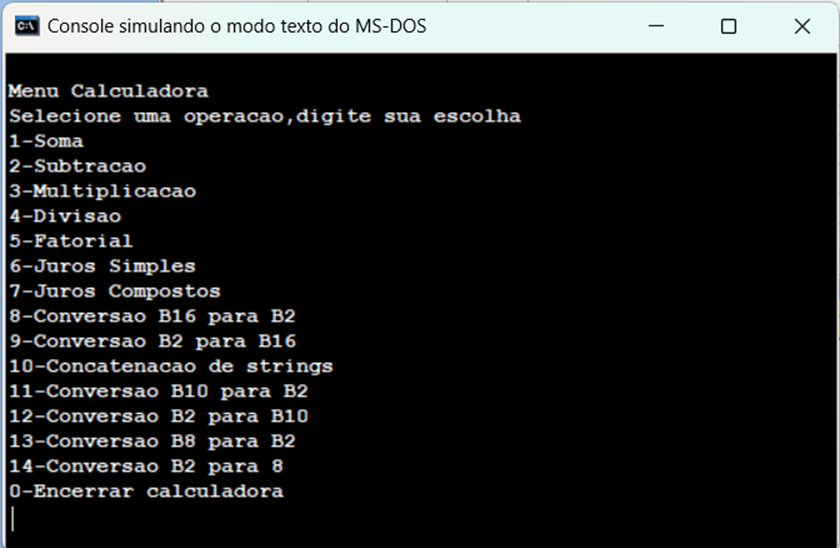 Console simulando o modo texto do MS-DOS
Menu Calculadora
Selecione uma operacao,digite sua escolha
1-Soma
2-Subtracao
3-Multiplicacao
4-Divisao
5-Fatorial
6-Juros Simples
7-Juros Compostos
8-Conversao B16 para B2
9-Conversao B2 para B16
10-Concatenacao de strings
11-Conversao B10 para B2
12-Conversao B2 para B10
13-Conversao B8 para B2
14-Conversao B2 para 8
0-Encerrar calculadora